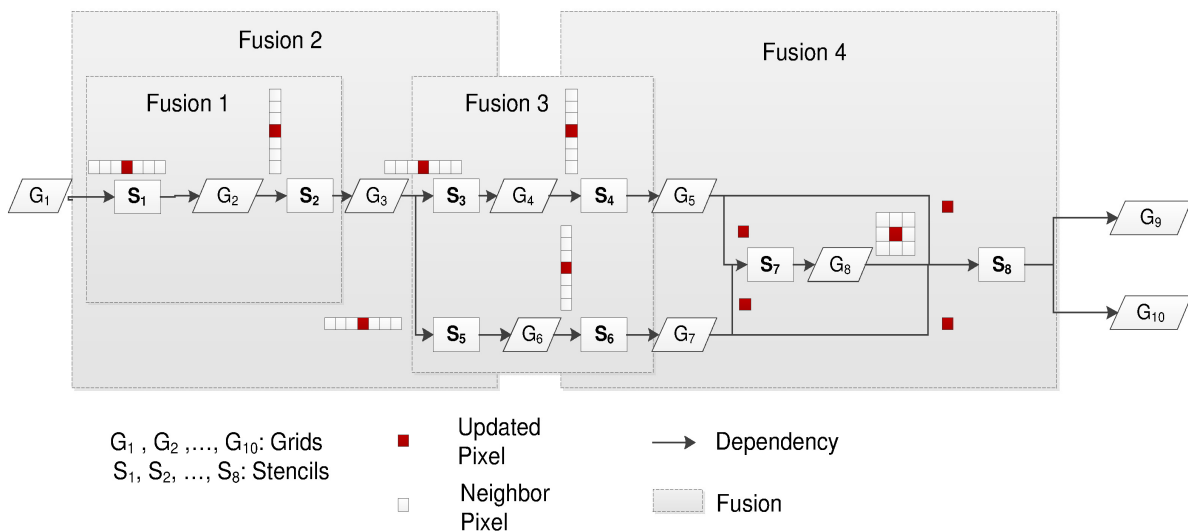 Fusion 2
Fusion 4
Fusion 1
Fusion 3
G₁
S₁
G₂
S₂
G₃
S₃
G₄
S₄
G₅
G₉
S₇
G₈
S₈
S₅
G₆
S₆
G₇
G₁₀
G₁ , G₂ ,…, G₁₀: Grids
S₁, S₂, …, S₈: Stencils
Updated
Pixel
Neighbor
Pixel
Dependency
Fusion